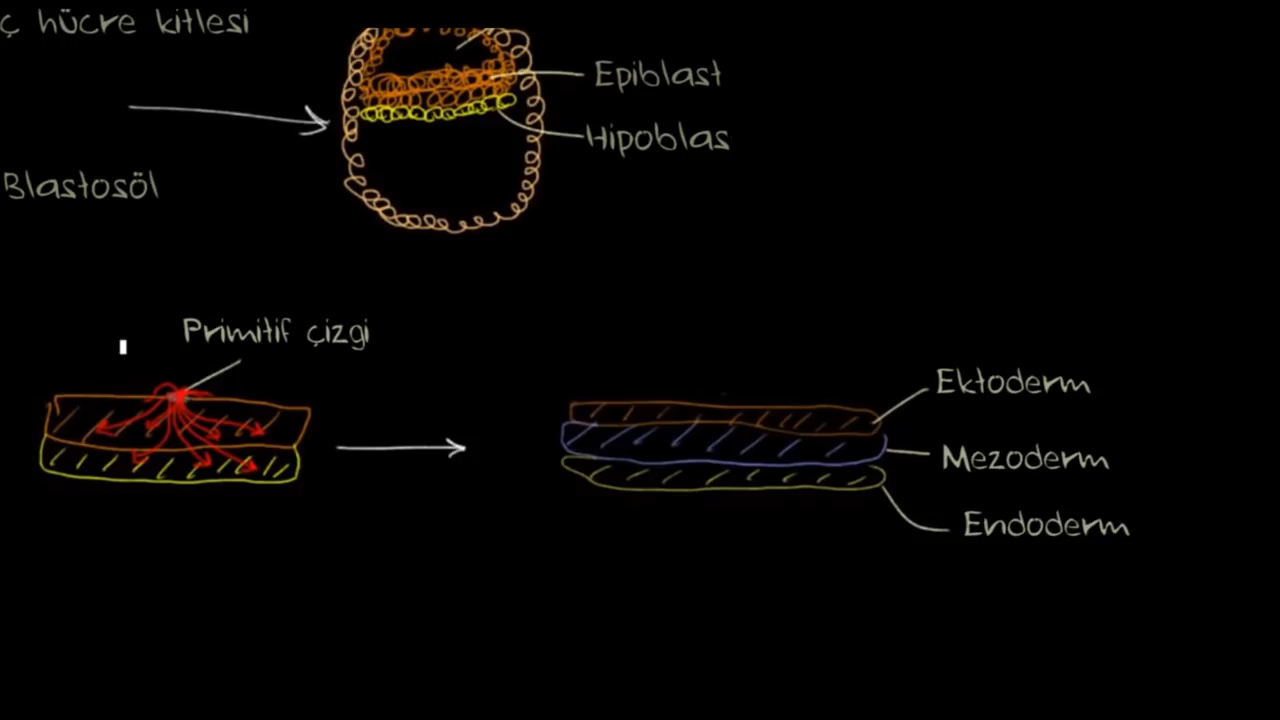 ç hücre kitlesi
Epiblast
Hipoblas
Blastosöl
Primitif çizgi
Ektoderm
Mezoderm
Endoderm